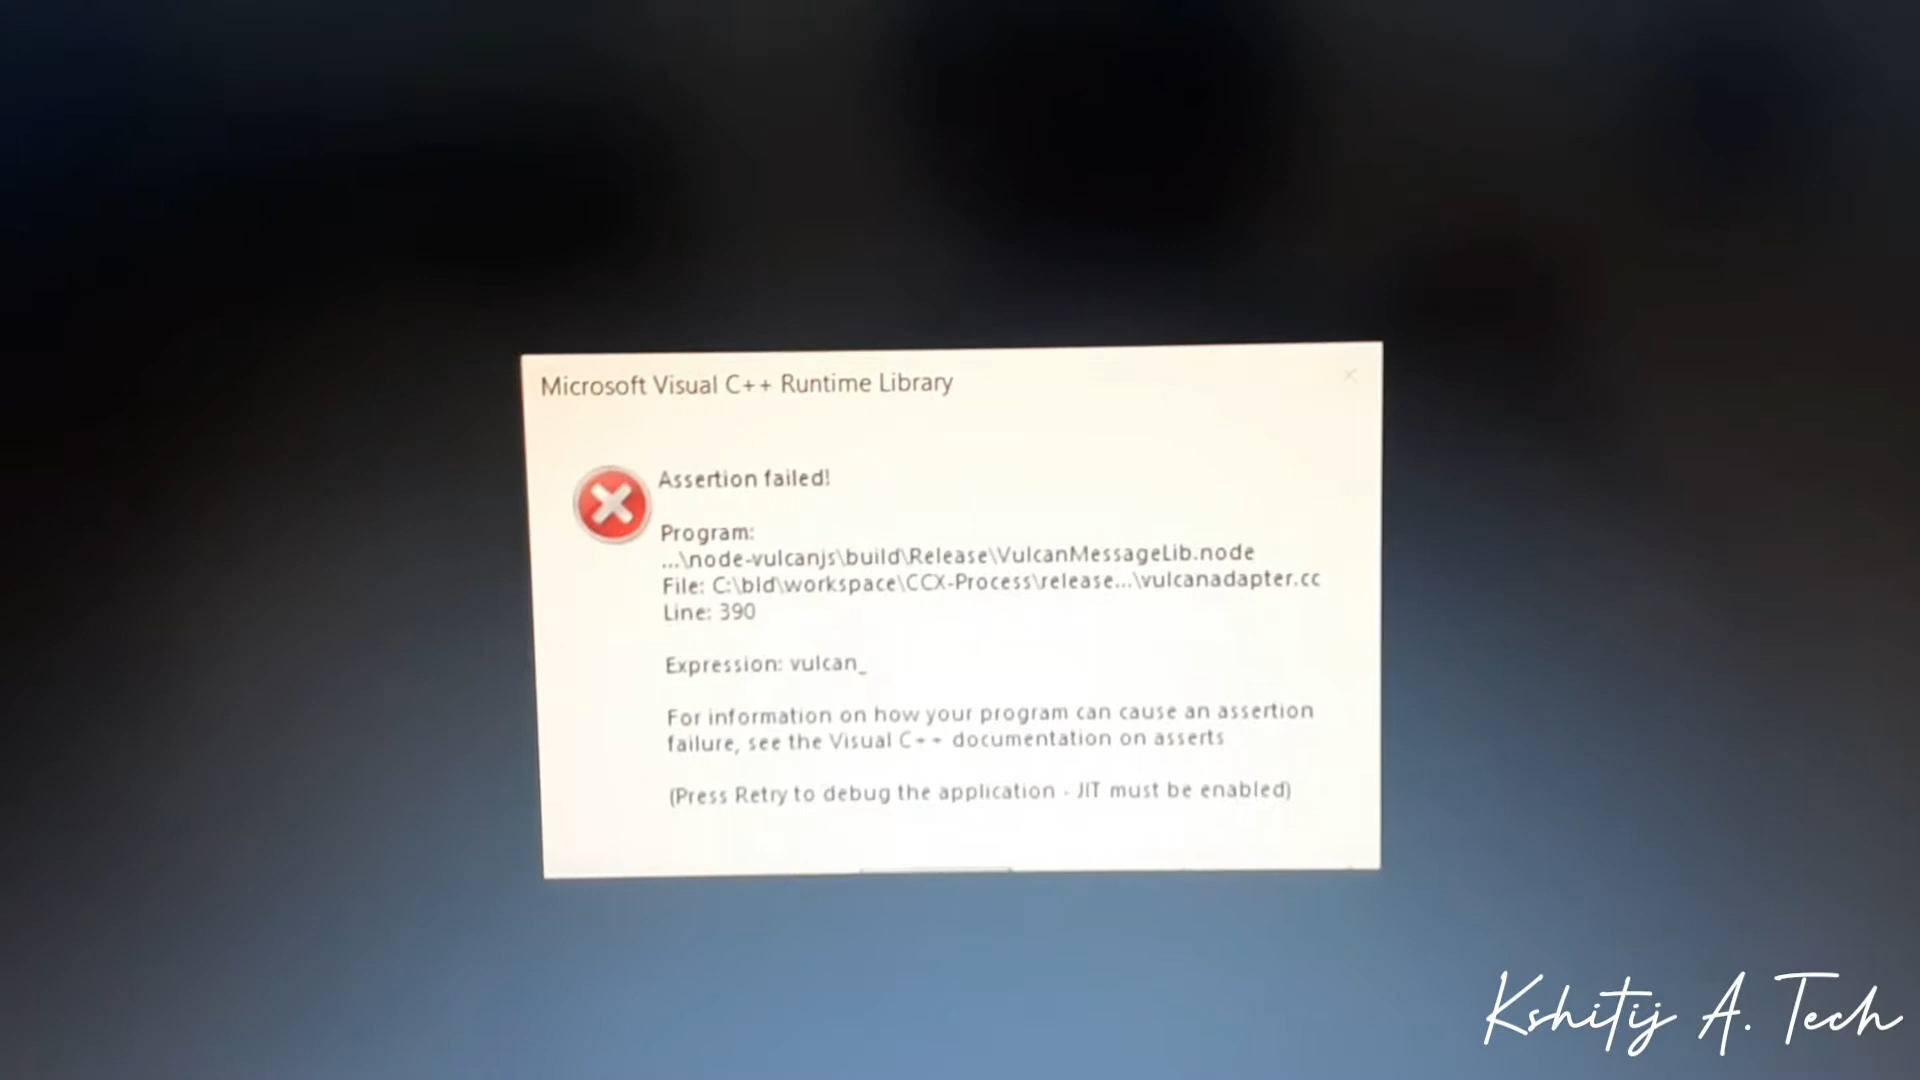 Microsoft Visual C++ Runtime Library
Assertion failed!
Program:
...\node-vulcanjs\build\Release\VulcanMessageLib.node
File: C:\bld\workspace\CCX-Process\release...\vulcanadapter.cc
Line: 390
Expression: vulcan_
For information on how your program can cause an assertion
failure, see the Visual C++ documentation on asserts
(Press Retry to debug the application - JIT must be enabled)
Kshitij A. Tech